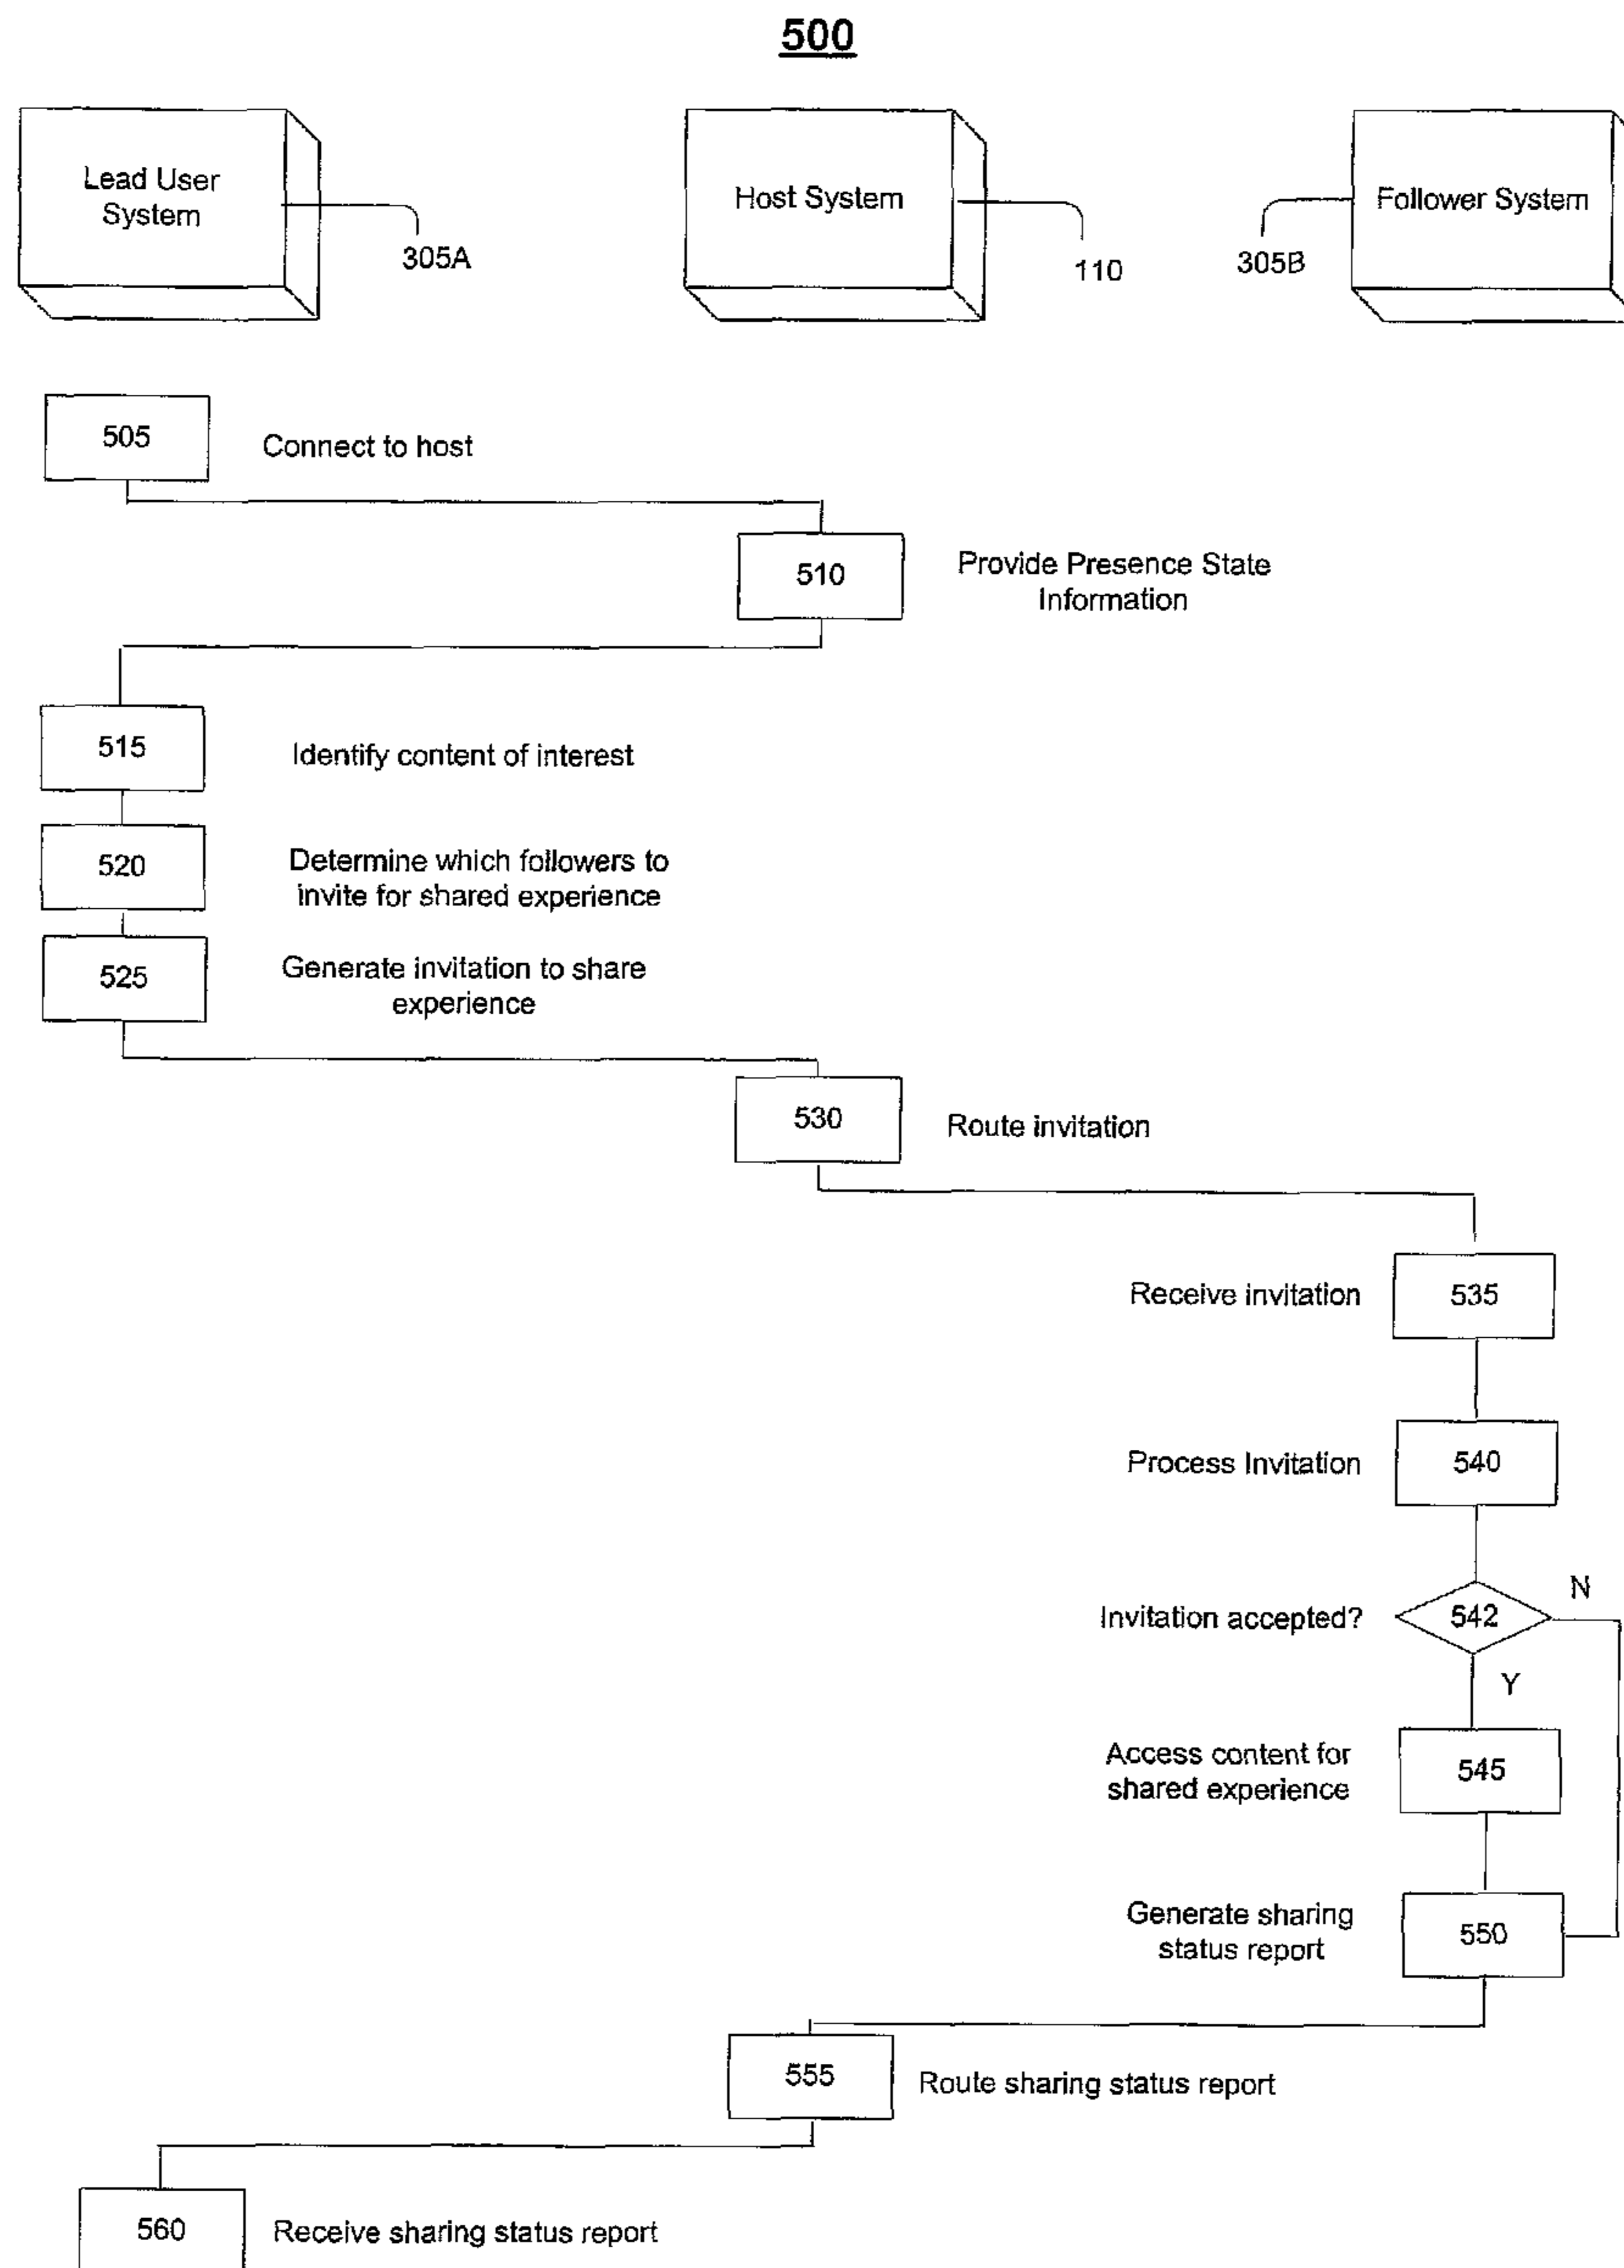 500
Lead User
System
305A
Host System
110
305B
Follower System
505
Connect to host
510
Provide Presence State
Information
515
Identify content of interest
520
Determine which followers to
invite for shared experience
525
Generate invitation to share
experience
530
Route invitation
Receive invitation
535
Process Invitation
540
Invitation accepted?
542
N
Y
Access content for
shared experience
545
Generate sharing
status report
550
555
Route sharing status report
560
Receive sharing status report